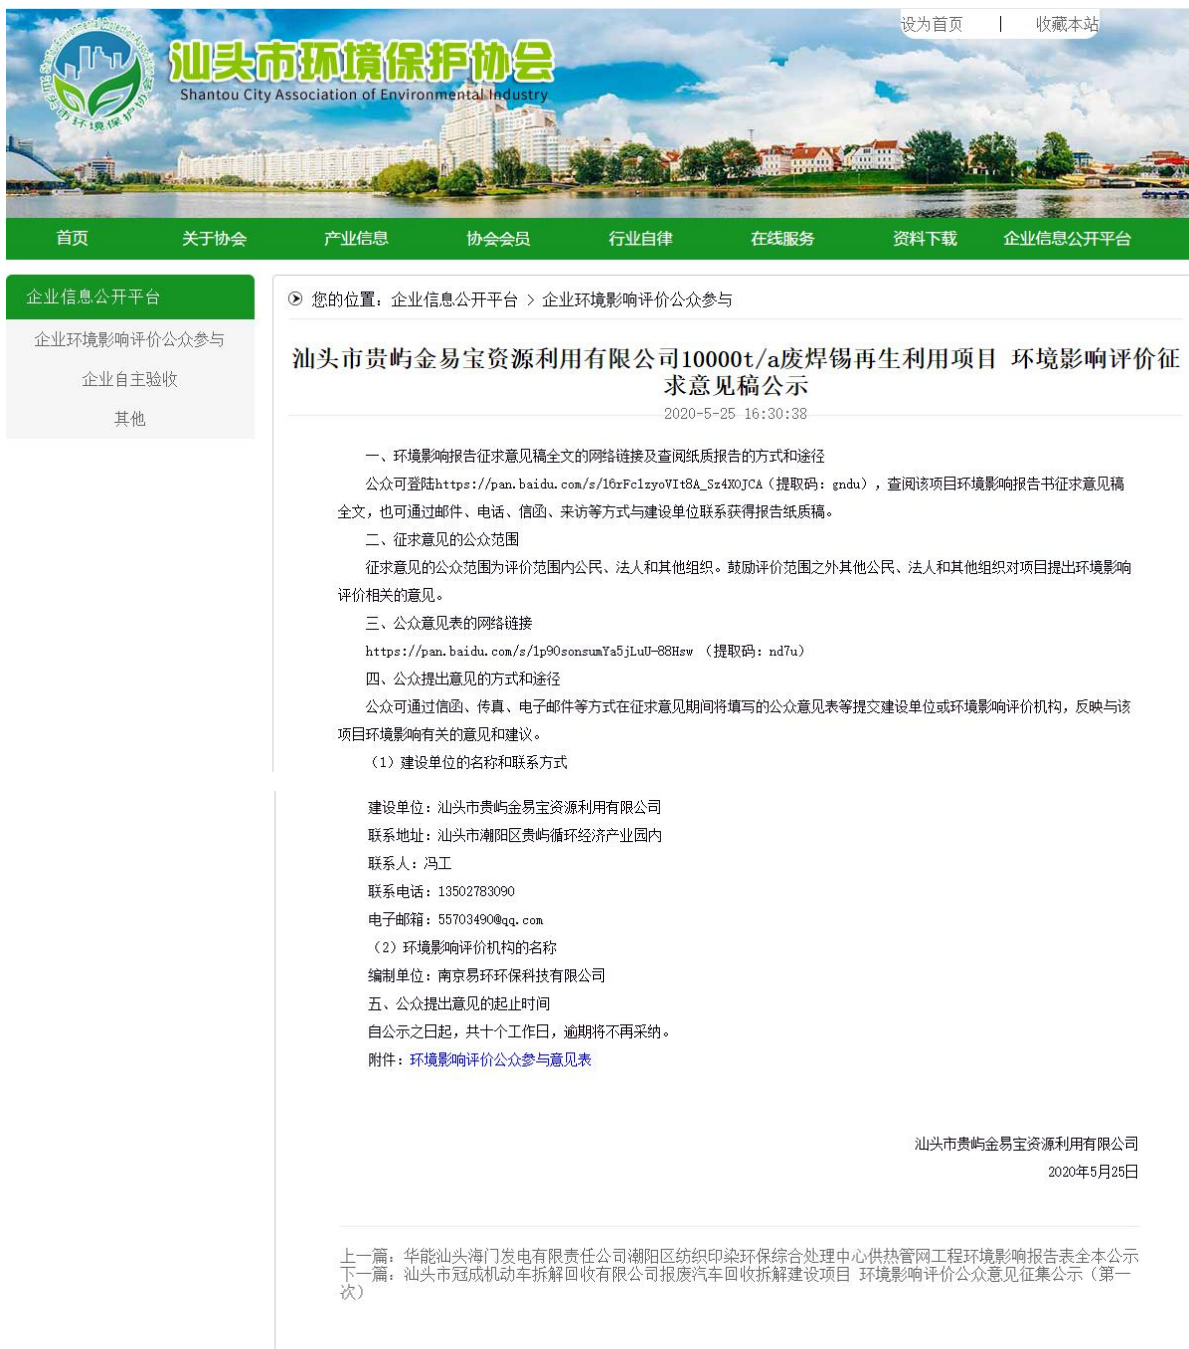 设为首页 | 收藏本站
汕头市环境保护协会
Shantou City Association of Environmental Industry
首页 关于协会 产业信息 协会会员 行业自律 在线服务 资料下载 企业信息公开平台
企业信息公开平台
企业环境影响评价公众参与
企业自主验收
其他
您的位置：企业信息公开平台 > 企业环境影响评价公众参与
汕头市贵屿金易宝资源利用有限公司10000t/a废焊锡再生利用项目 环境影响评价征
求意见稿公示
2020-5-25 16:30:38
一、环境影响报告征求意见稿全文的网络链接及查阅纸质报告的方式和途径
公众可登陆https://pan.baidu.com/s/16rFclzyoVIt8A_Sz4XOJCA（提取码：gndu），查阅该项目环境影响报告书征求意见稿
全文，也可通过邮件、电话、信函、来访等方式与建设单位联系获得报告纸质稿。
二、征求意见的公众范围
征求意见的公众范围为评价范围内公民、法人和其他组织。鼓励评价范围之外其他公民、法人和其他组织对项目提出环境影响
评价相关的意见。
三、公众意见表的网络链接
https://pan.baidu.com/s/1p90sonsumYa5jLuU-88Hsw （提取码：nd7u）
四、公众提出意见的方式和途径
公众可通过信函、传真、电子邮件等方式在征求意见期间将填写的公众意见表等提交建设单位或环境影响评价机构，反映与该
项目环境影响有关的意见和建议。
（1）建设单位的名称和联系方式
建设单位：汕头市贵屿金易宝资源利用有限公司
联系地址：汕头市潮阳区贵屿循环经济产业园内
联系人：冯工
联系电话：13502783090
电子邮箱：55703490@qq.com
（2）环境影响评价机构的名称
编制单位：南京易环环保科技有限公司
五、公众提出意见的起止时间
自公示之日起，共十个工作日，逾期将不再采纳。
附件：环境影响评价公众参与意见表
汕头市贵屿金易宝资源利用有限公司
2020年5月25日
上一篇：华能汕头海门发电有限责任公司潮阳区纺织印染环保综合处理中心供热管网工程环境影响报告表全本公示
下一篇：汕头市冠成机动车拆解回收有限公司报废汽车回收拆解建设项目 环境影响评价公众意见征集公示（第一
次）